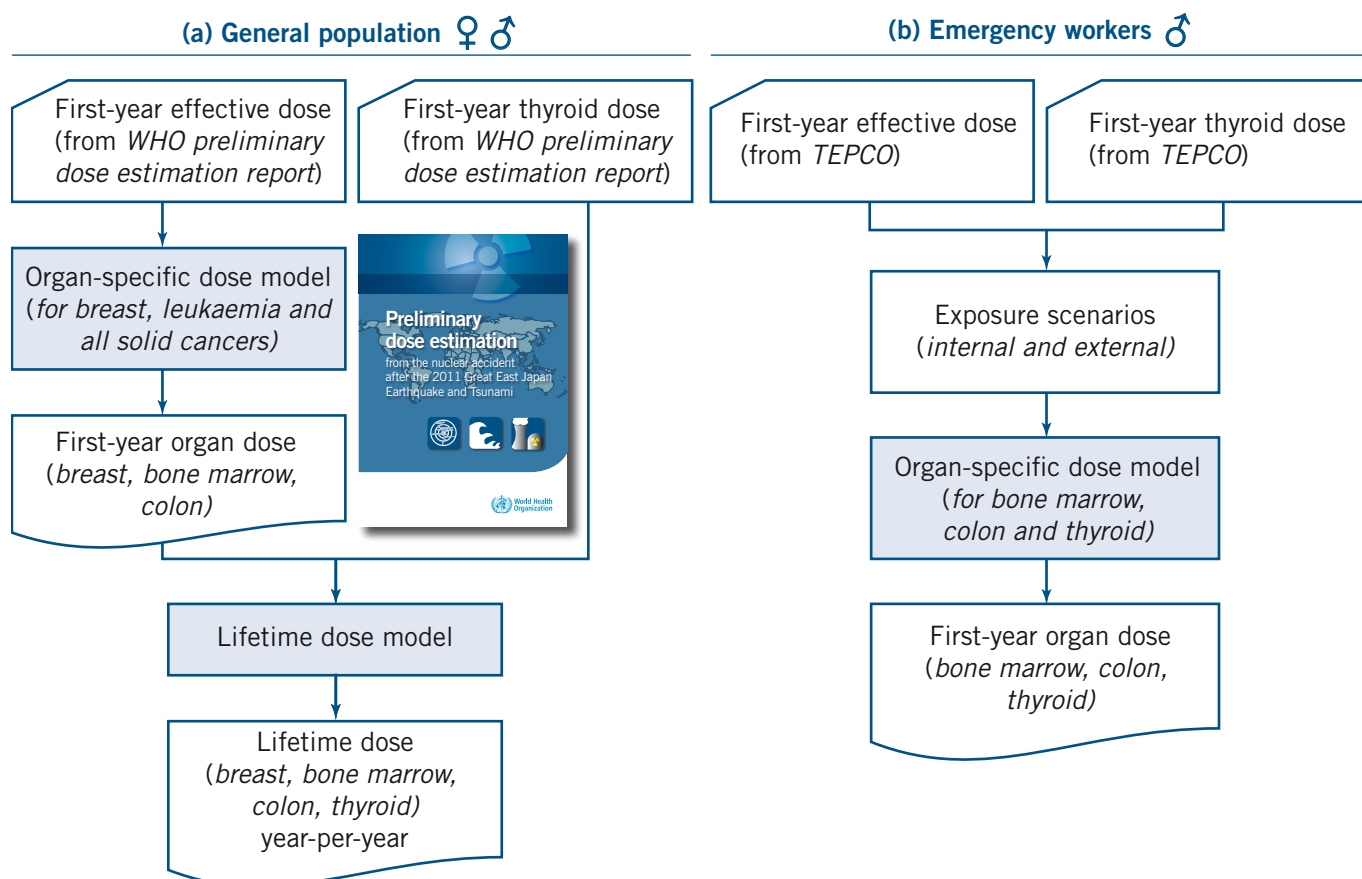 (a) General population ♀ ♂
First-year effective dose
(from WHO preliminary
dose estimation report)
First-year thyroid dose
(from WHO preliminary
dose estimation report)
Organ-specific dose model
(for breast, leukaemia and
all solid cancers)
Preliminary
dose estimation
from the nuclear accident
after the 2011 Great East Japan
Earthquake and Tsunami
World Health
Organization
First-year organ dose
(breast, bone marrow,
colon)
Lifetime dose model
Lifetime dose
(breast, bone marrow,
colon, thyroid)
year-per-year
(b) Emergency workers ♂
First-year effective dose
(from TEPCO)
First-year thyroid dose
(from TEPCO)
Exposure scenarios
(internal and external)
Organ-specific dose model
(for bone marrow,
colon and thyroid)
First-year organ dose
(bone marrow, colon,
thyroid)